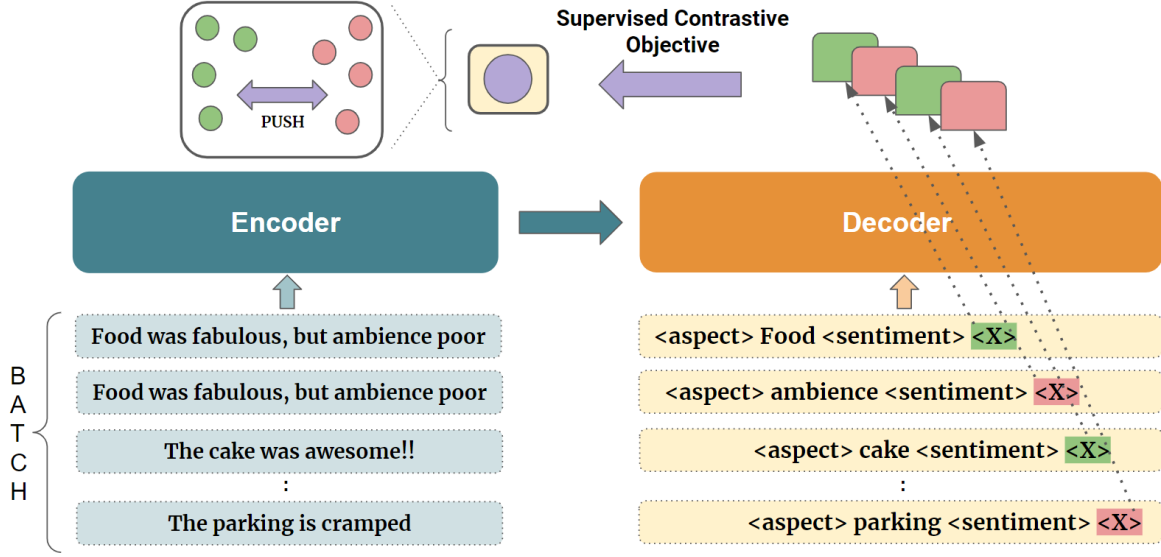 Supervised Contrastive
Objective
PUSH
Encoder
Decoder
BATCH
Food was fabulous, but ambience poor
<aspect> Food <sentiment> <X>
Food was fabulous, but ambience poor
<aspect> ambience <sentiment> <X>
The cake was awesome!!
<aspect> cake <sentiment> <X>
:
:
The parking is cramped
<aspect> parking <sentiment> <X>